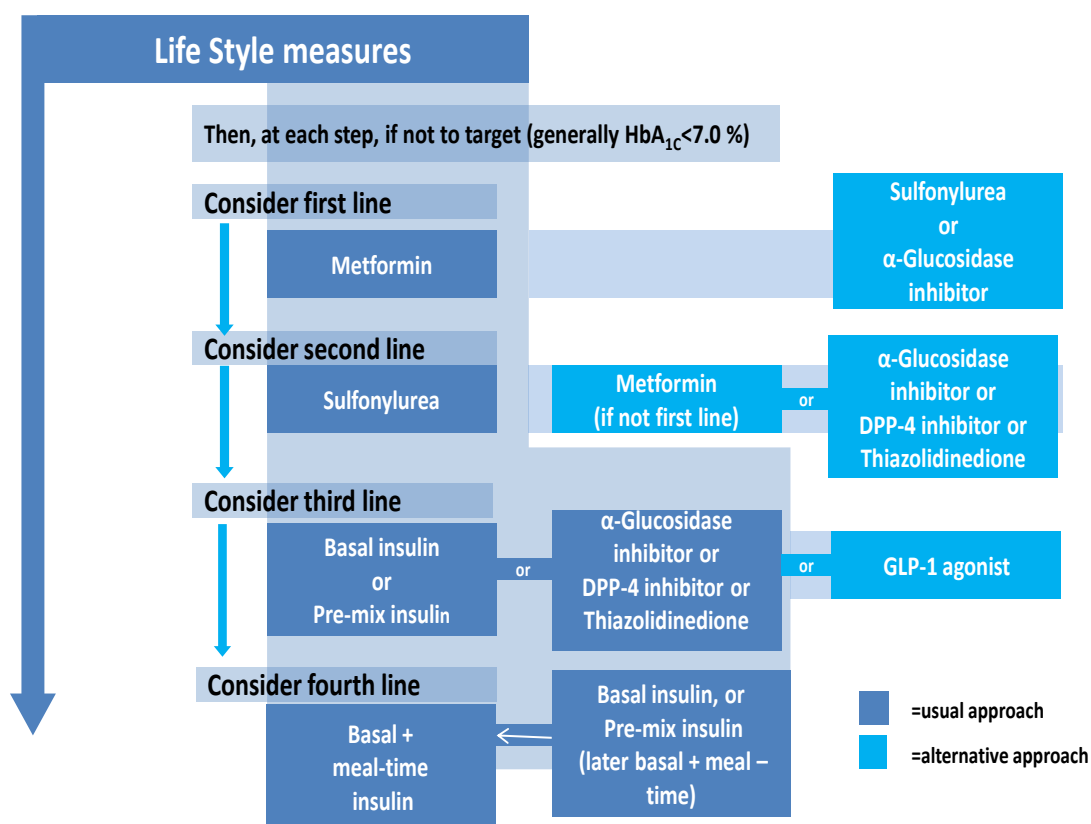 Life Style measures
Then, at each step, if not to target (generally HbA1C<7.0 %)
Consider first line
Metformin
Sulfonylurea
or
α-Glucosidase
inhibitor
Consider second line
Sulfonylurea
Metformin
(if not first line)
or
α-Glucosidase
inhibitor or
DPP-4 inhibitor or
Thiazolidinedione
Consider third line
Basal insulin
or
Pre-mix insulin
or
α-Glucosidase
inhibitor or
DPP-4 inhibitor or
Thiazolidinedione
or
GLP-1 agonist
Consider fourth line
Basal +
meal-time
insulin
Basal insulin, or
Pre-mix insulin
(later basal + meal –
time)
=usual approach
=alternative approach